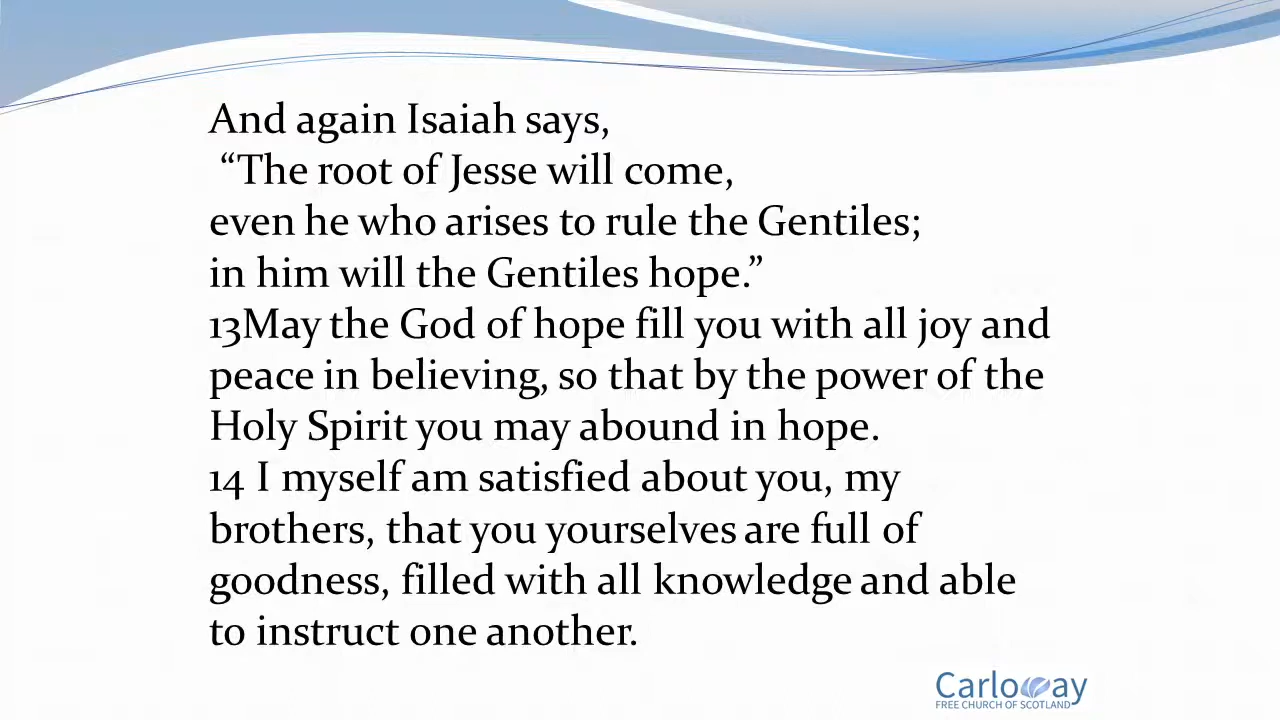 And again Isaiah says,
“The root of Jesse will come,
even he who arises to rule the Gentiles;
in him will the Gentiles hope.”
13May the God of hope fill you with all joy and
peace in believing, so that by the power of the
Holy Spirit you may abound in hope.
14 I myself am satisfied about you, my
brothers, that you yourselves are full of
goodness, filled with all knowledge and able
to instruct one another.
Carloway
FREE CHURCH OF SCOTLAND